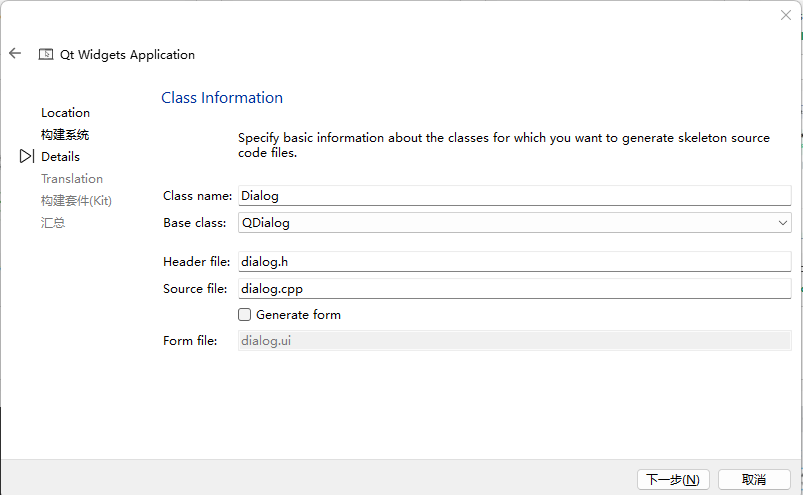 Qt Widgets Application
Class Information
Location
构建系统
Details
Translation
构建套件(Kit)
汇总
Specify basic information about the classes for which you want to generate skeleton source
code files.
Class name: Dialog
Base class: QDialog
Header file: dialog.h
Source file: dialog.cpp
Generate form
Form file: dialog.ui
下一步(N)
取消